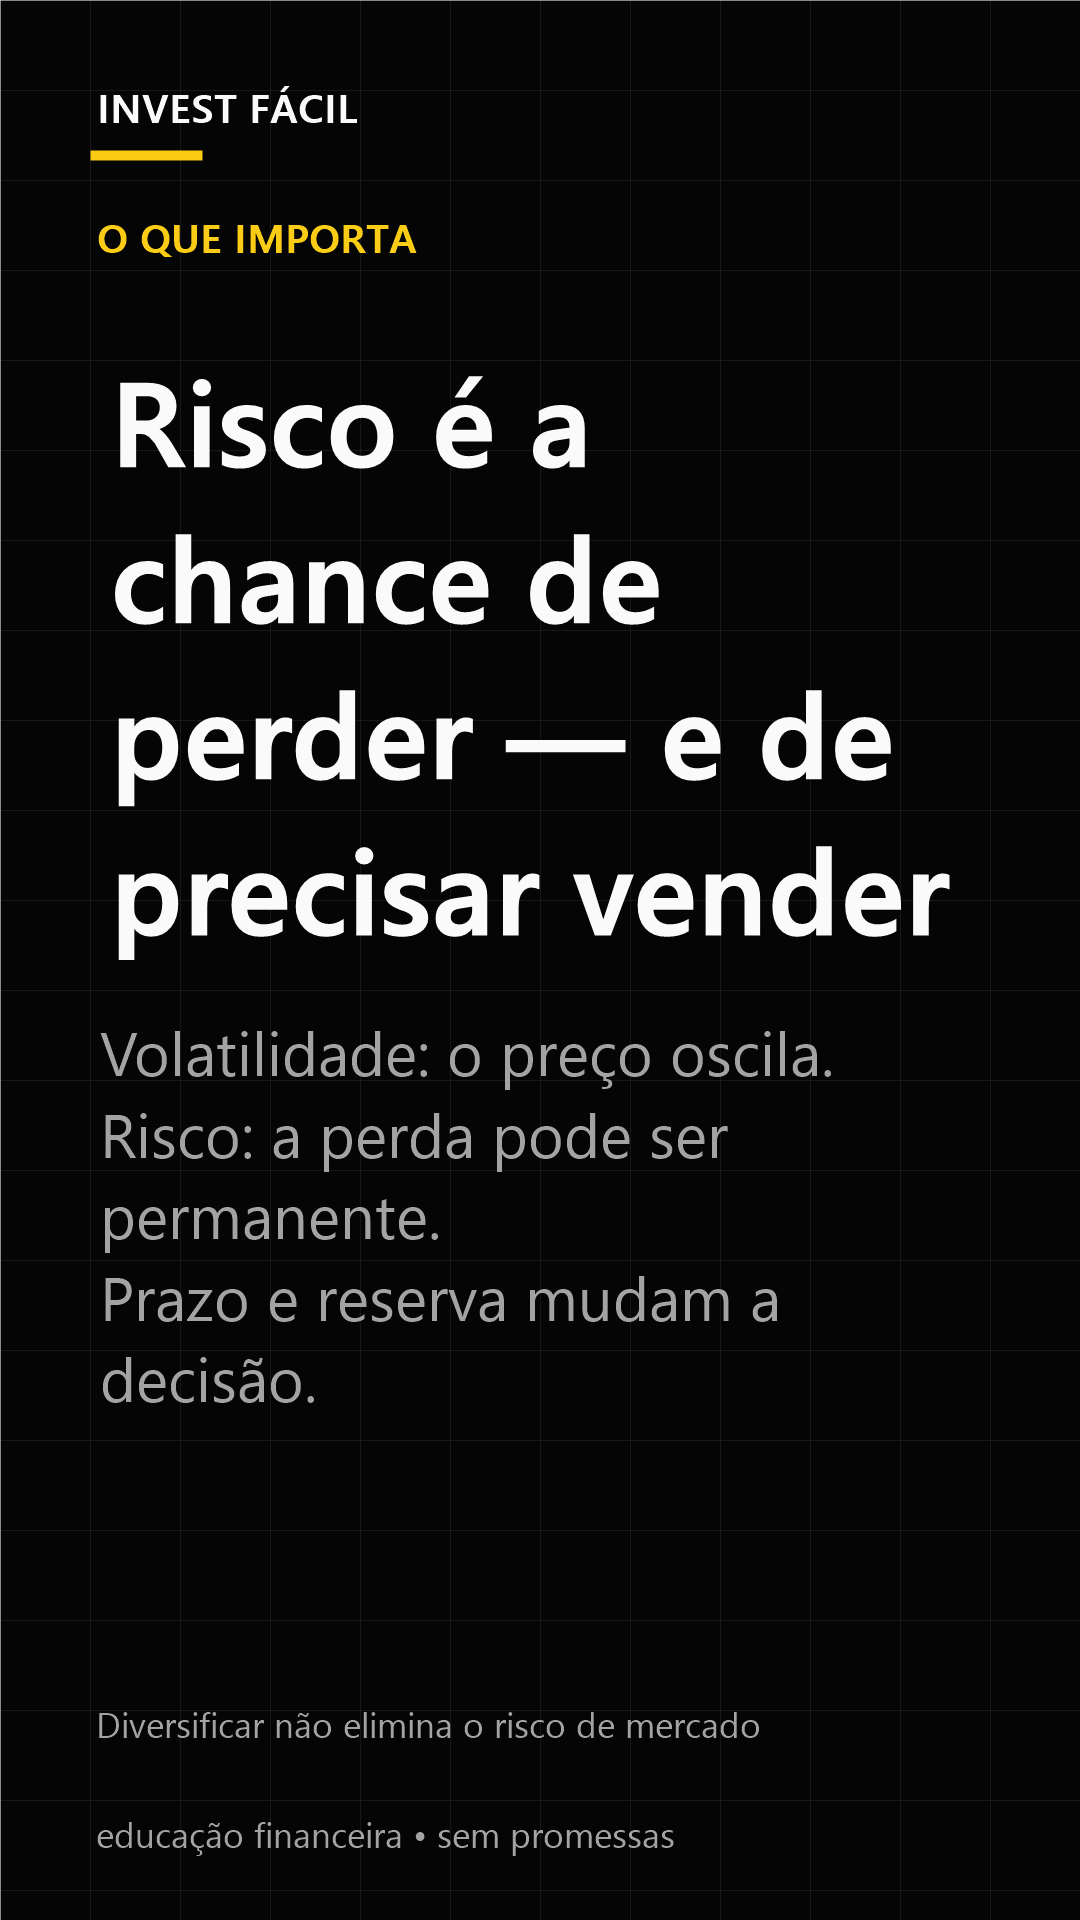 INVEST FÁCIL
O QUE IMPORTA
Risco é a
chance de
perder — e de
precisar vender
Volatilidade: o preço oscila.
Risco: a perda pode ser
permanente.
Prazo e reserva mudam a
decisão.
Diversificar não elimina o risco de mercado
educação financeira • sem promessas